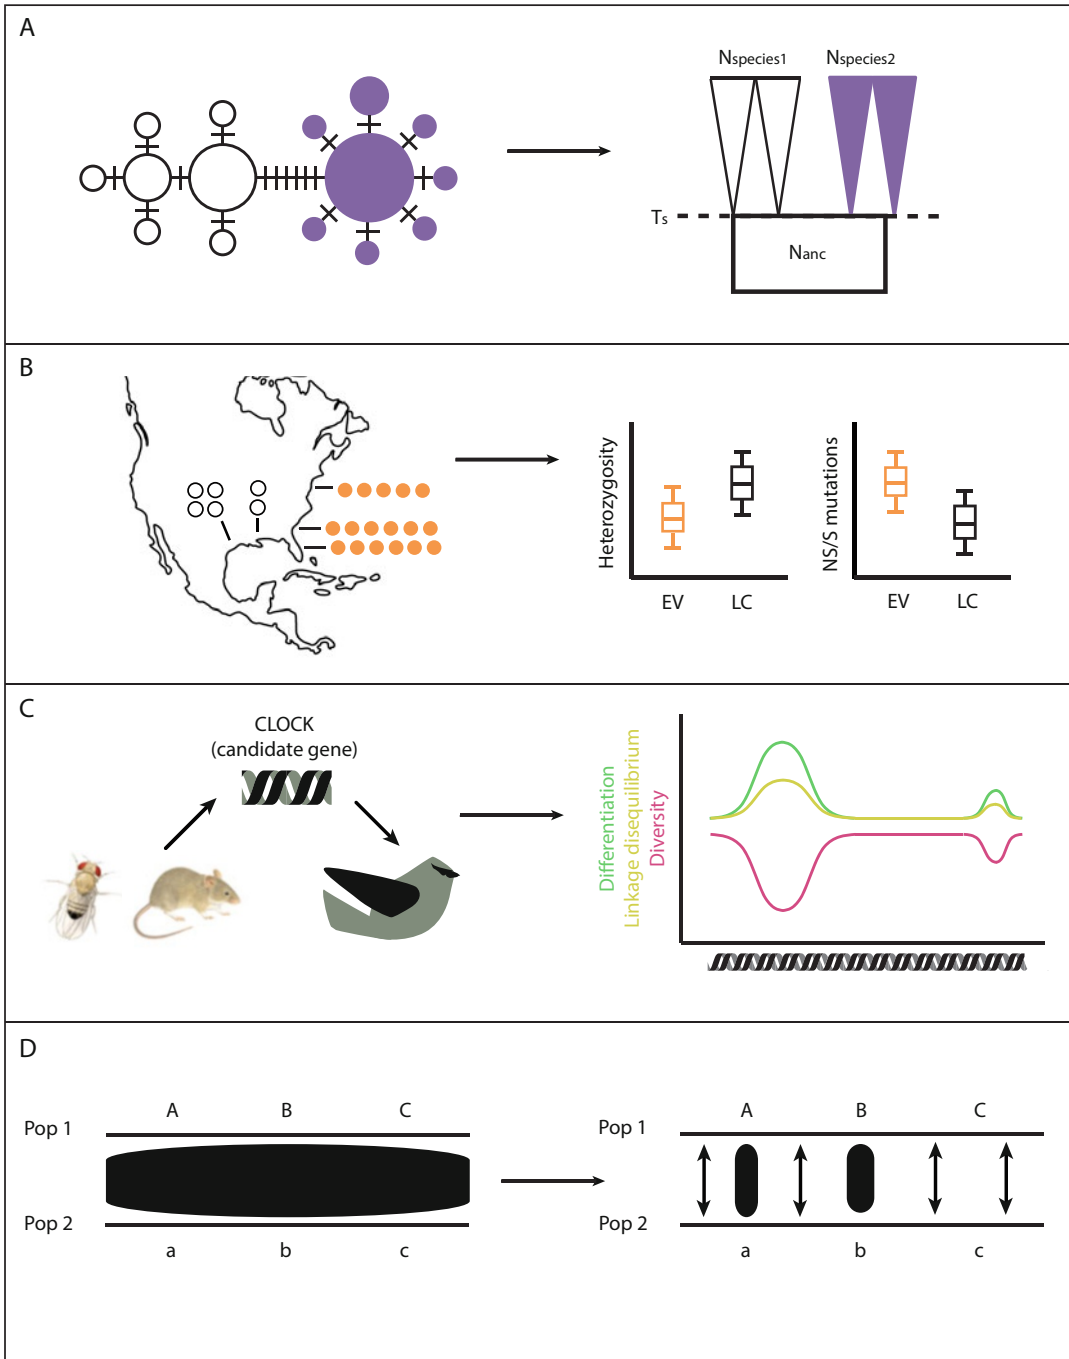 A
Nspecies1
Nspecies2
Ts
Nanc
B
Heterozygosity
EV
LC
NS/S mutations
EV
LC
C
CLOCK
(candidate gene)
Differentiation
Linkage disequilibrium
Diversity
D
A
B
C
Pop 1
Pop 2
a
b
c
A
B
C
Pop 1
Pop 2
a
b
c